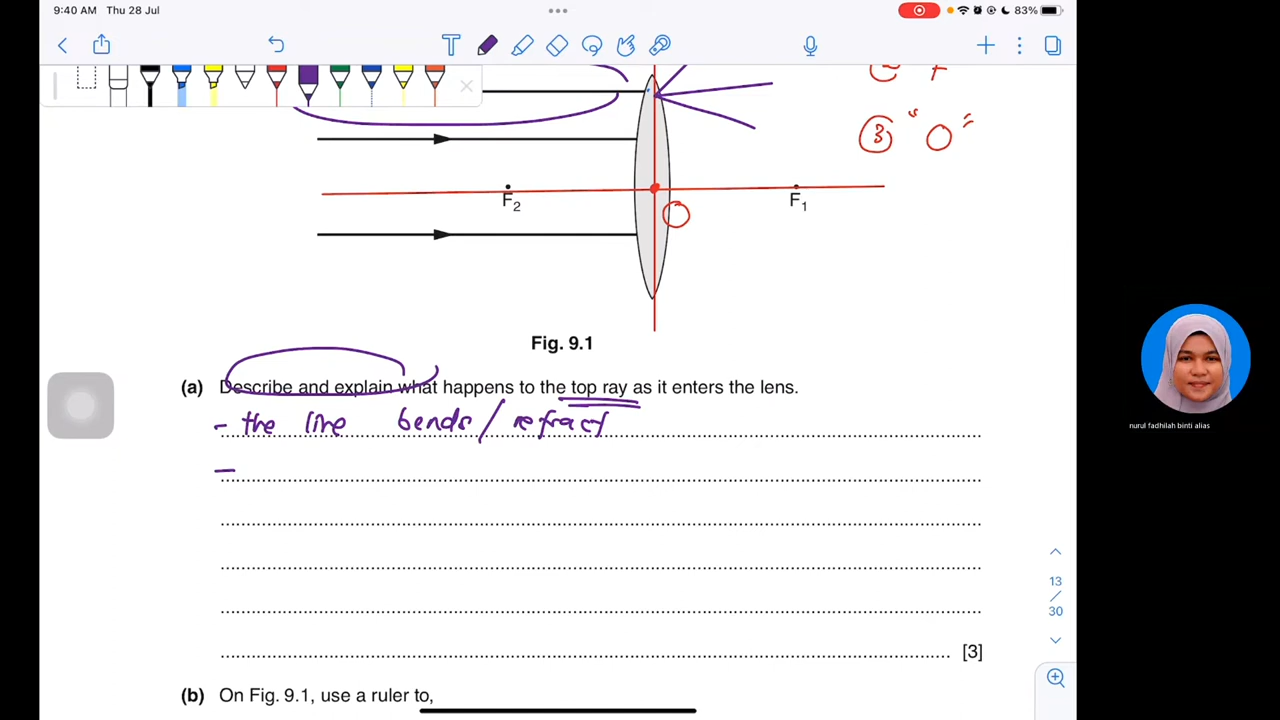 9:40 AM Thu 28 Jul
83%
3 " O "
F2
F1
O
Fig. 9.1
(a) Describe and explain what happens to the top ray as it enters the lens.
- the line bends / refract
-
nurul fadhilah binti alias
13
/
30
[3]
(b) On Fig. 9.1, use a ruler to,